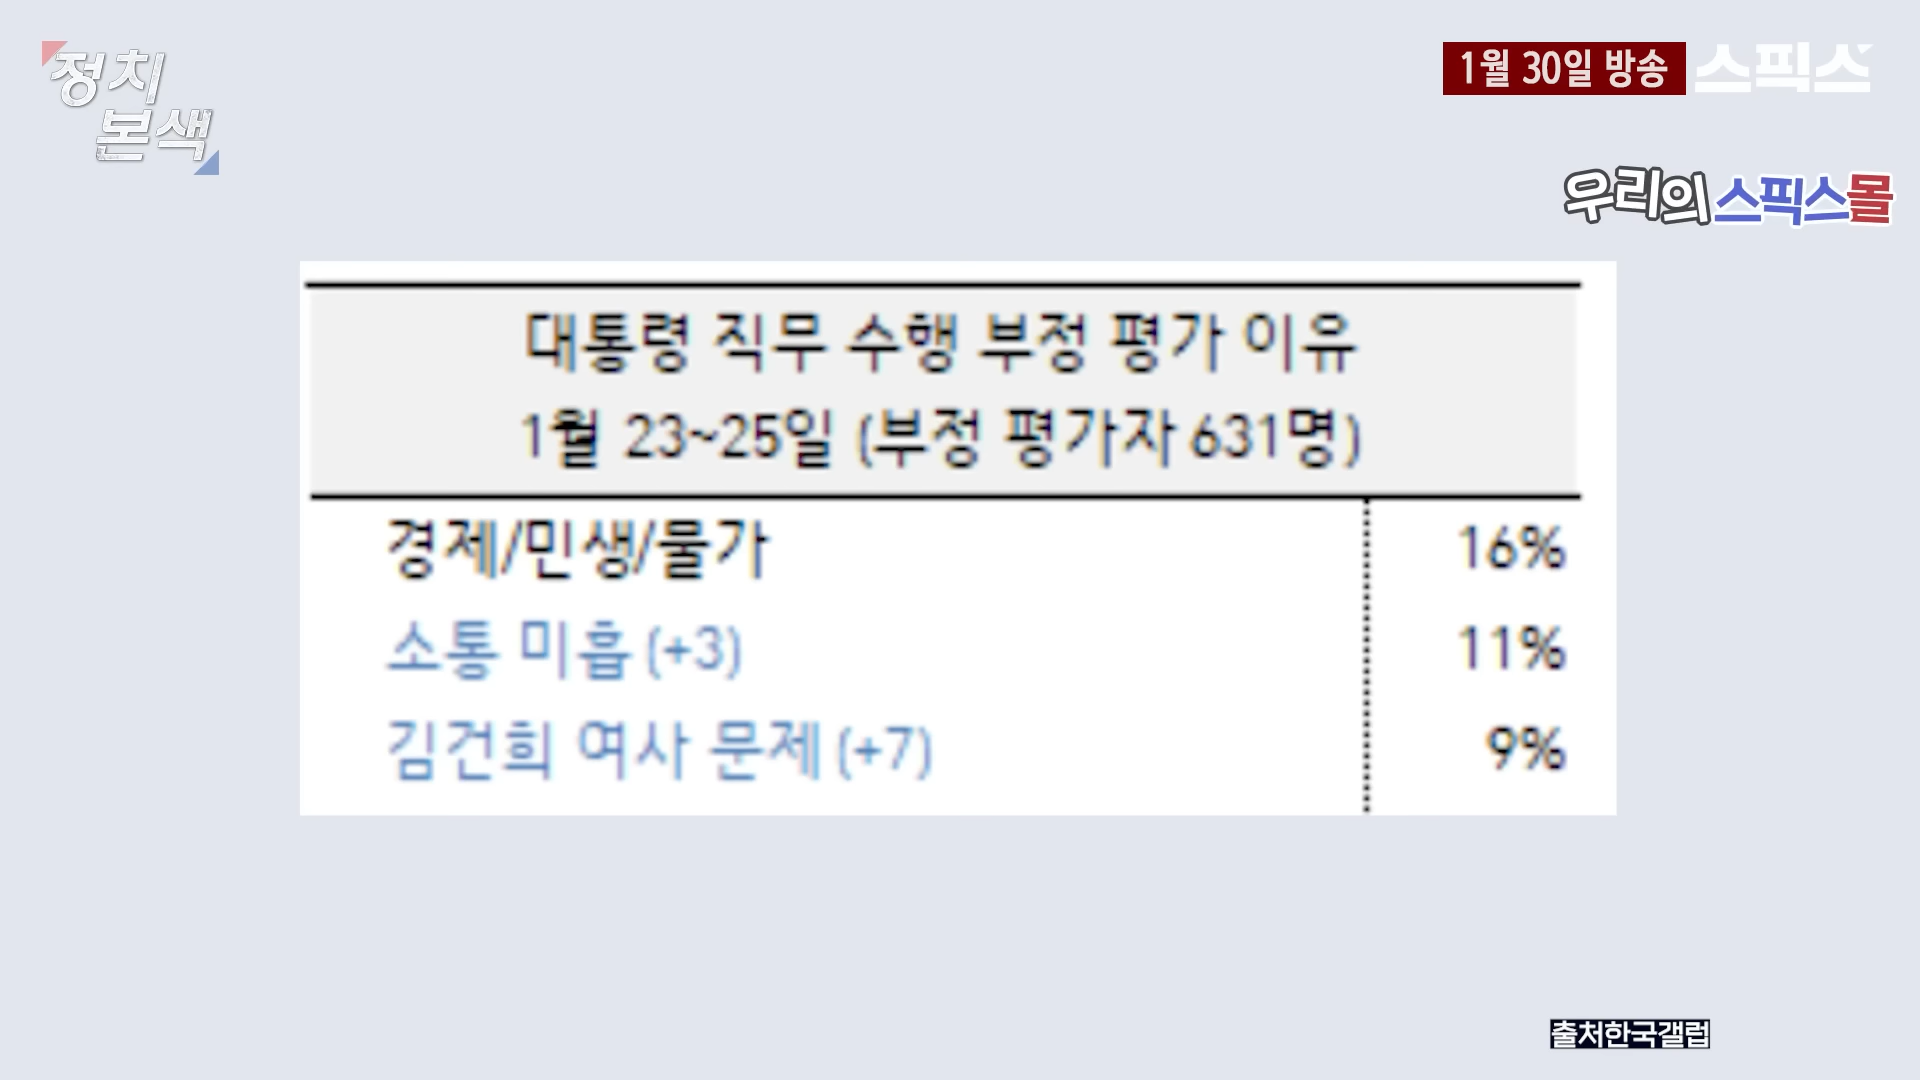 정치
본색
1월 30일 방송 스픽스
우리의 스픽스몰
대통령 직무 수행 부정 평가 이유
1월 23~25일 (부정 평가자 631명)
경제/민생/물가 16%
소통 미흡 (+3) 11%
김건희 여사 문제 (+7) 9%
출처한국갤럽